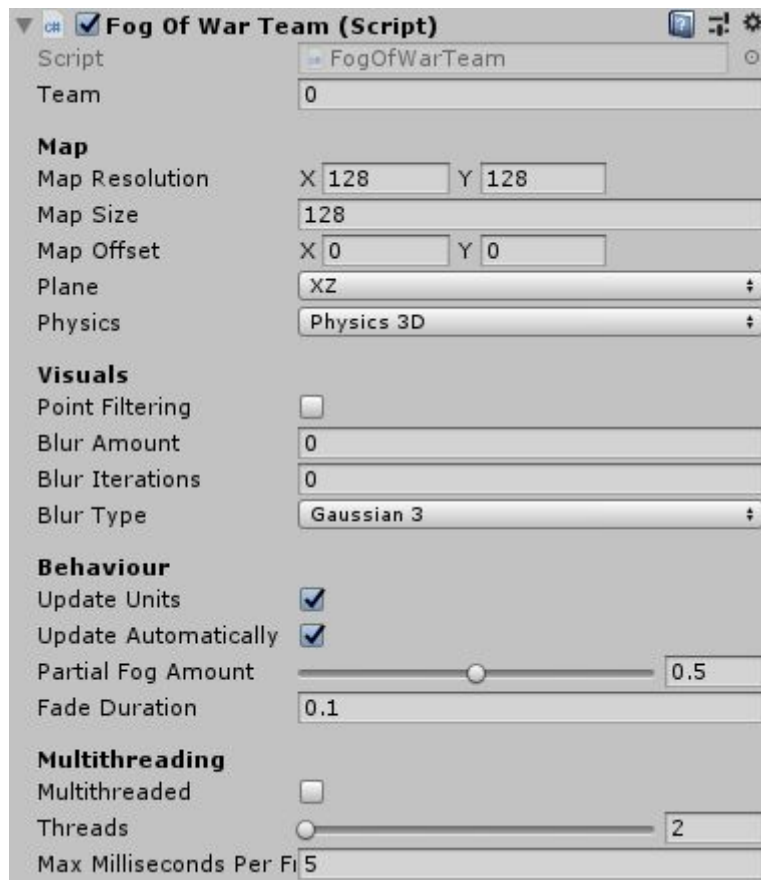 Fog Of War Team (Script)
Script FogOfWarTeam
Team 0
Map
Map Resolution X 128 Y 128
Map Size 128
Map Offset X 0 Y 0
Plane XZ
Physics Physics 3D
Visuals
Point Filtering
Blur Amount 0
Blur Iterations 0
Blur Type Gaussian 3
Behaviour
Update Units
Update Automatically
Partial Fog Amount 0.5
Fade Duration 0.1
Multithreading
Multithreaded
Threads 2
Max Milliseconds Per Fr 5